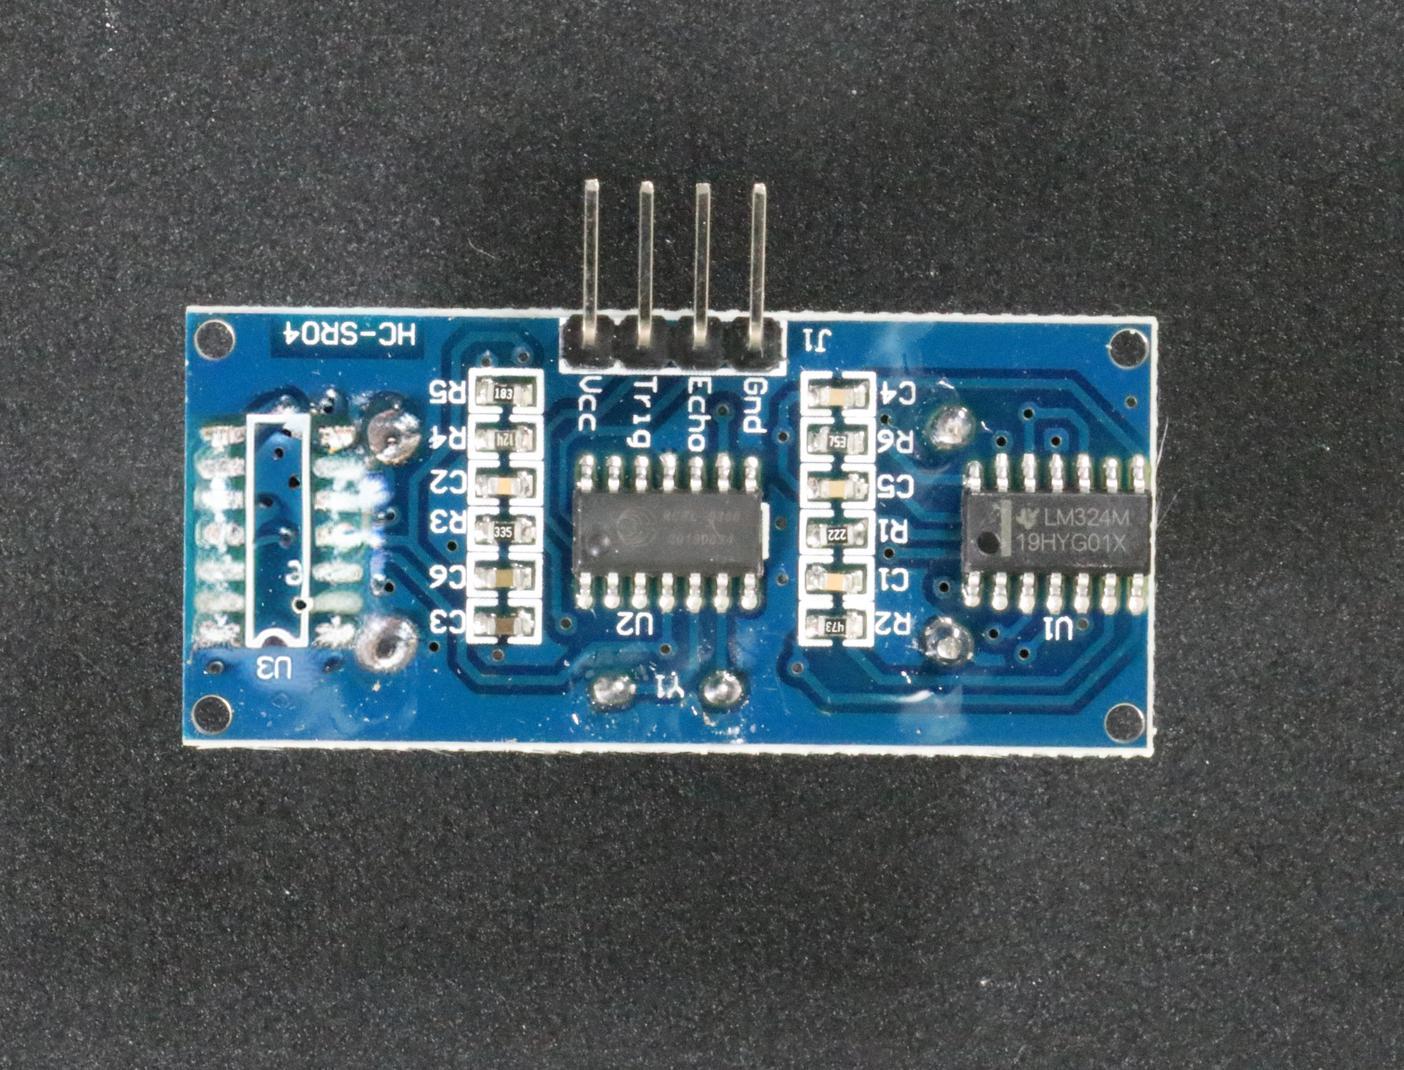 HC-SR04
J1
Vcc
Trig
Echo
Gnd
R5
183
R4
124
C2
R3
335
C6
C3
C4
R6
C5
R1
222
C1
R2
473
U2
U3
Y1
U1
LM324M
19HYG01X